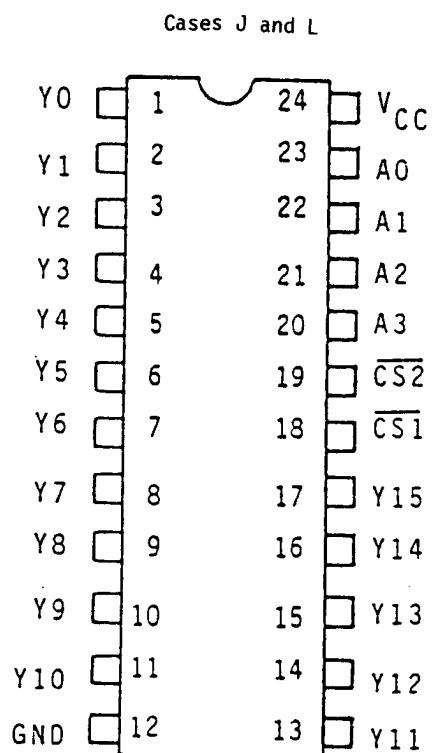 Cases J and L
Y0 1 24 VCC
Y1 2 23 A0
Y2 3 22 A1
Y3 4 21 A2
Y4 5 20 A3
Y5 6 19 C̅S̅2̅
Y6 7 18 C̅S̅1̅
Y7 8 17 Y15
Y8 9 16 Y14
Y9 10 15 Y13
Y10 11 14 Y12
GND 12 13 Y11